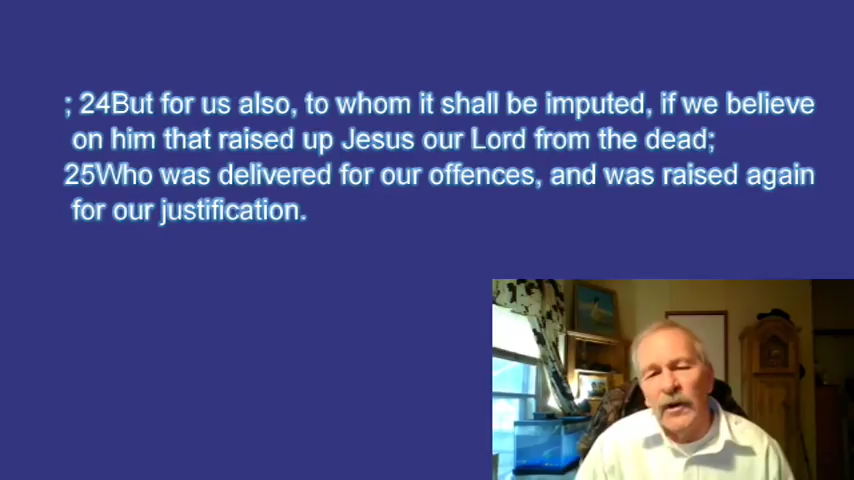 ; 24But for us also, to whom it shall be imputed, if we believe
on him that raised up Jesus our Lord from the dead;
25Who was delivered for our offences, and was raised again
for our justification.